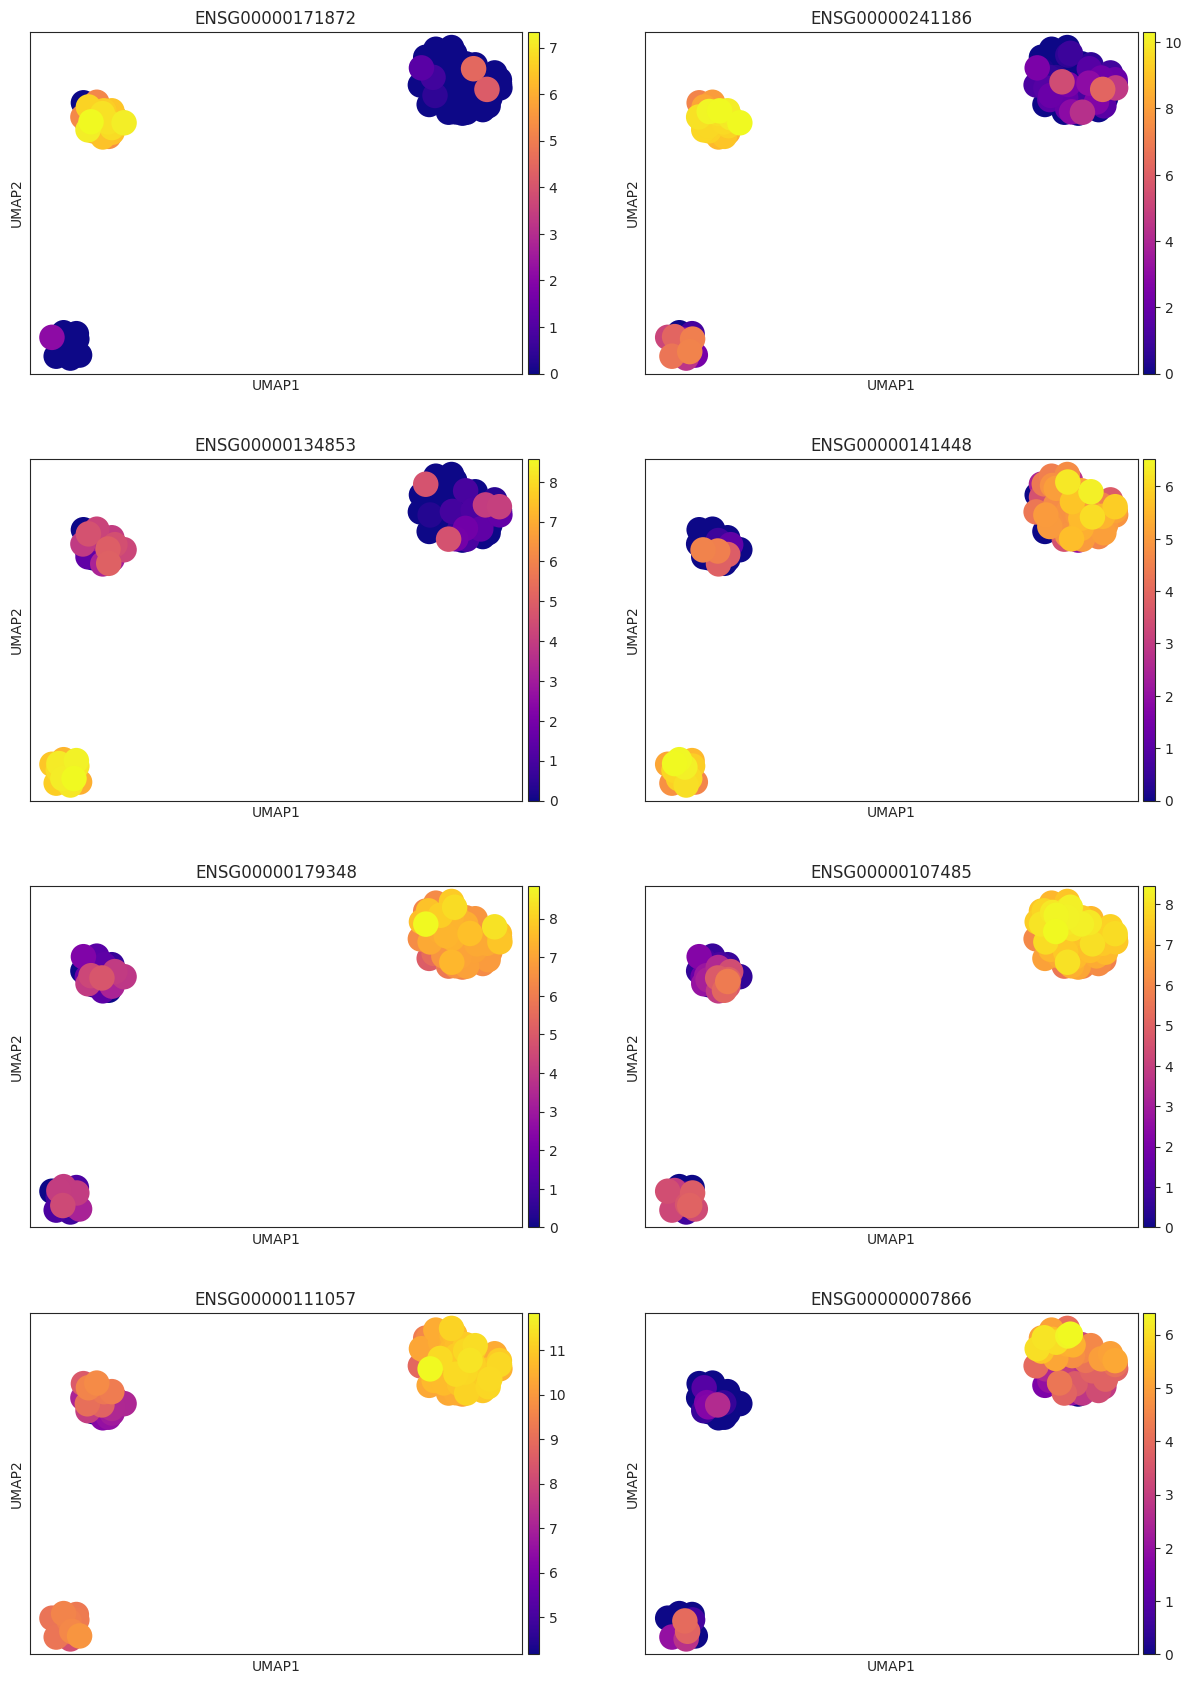 ENSG00000171872
UMAP2
UMAP1
7
6
5
4
3
2
1
0
ENSG00000241186
UMAP2
UMAP1
10
8
6
4
2
0
ENSG00000134853
UMAP2
UMAP1
8
7
6
5
4
3
2
1
0
ENSG00000141448
UMAP2
UMAP1
6
5
4
3
2
1
0
ENSG00000179348
UMAP2
UMAP1
8
7
6
5
4
3
2
1
0
ENSG00000107485
UMAP2
UMAP1
8
7
6
5
4
3
2
1
0
ENSG00000111057
UMAP2
UMAP1
11
10
9
8
7
6
5
ENSG00000007866
UMAP2
UMAP1
6
5
4
3
2
1
0